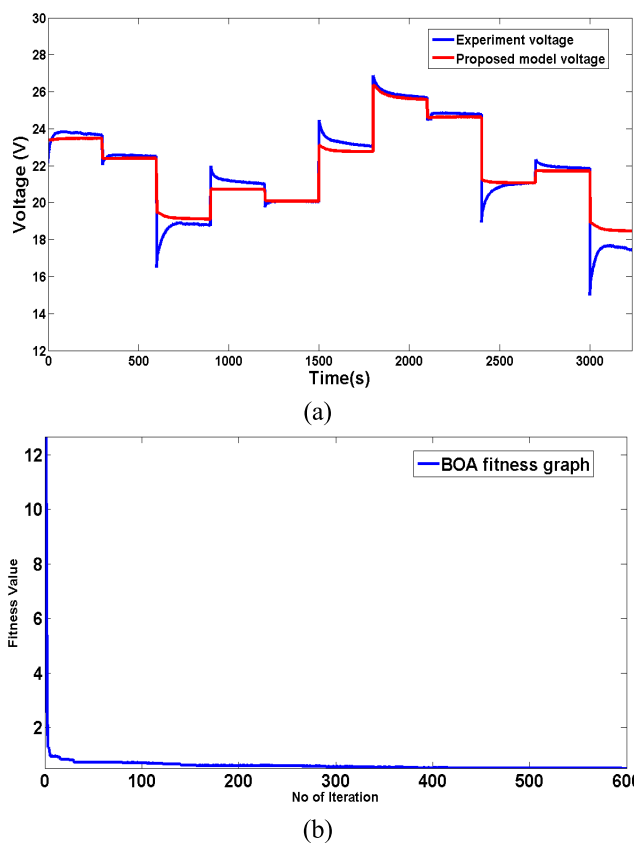 30
28
26
24
22
20
18
16
14
12
Voltage (V)
Experiment voltage
Proposed model voltage
0 500 1000 1500 2000 2500 3000
Time(s)
(a)
12
10
8
6
4
2
Fitness Value
BOA fitness graph
0 100 200 300 400 500 600
No of Iteration
(b)